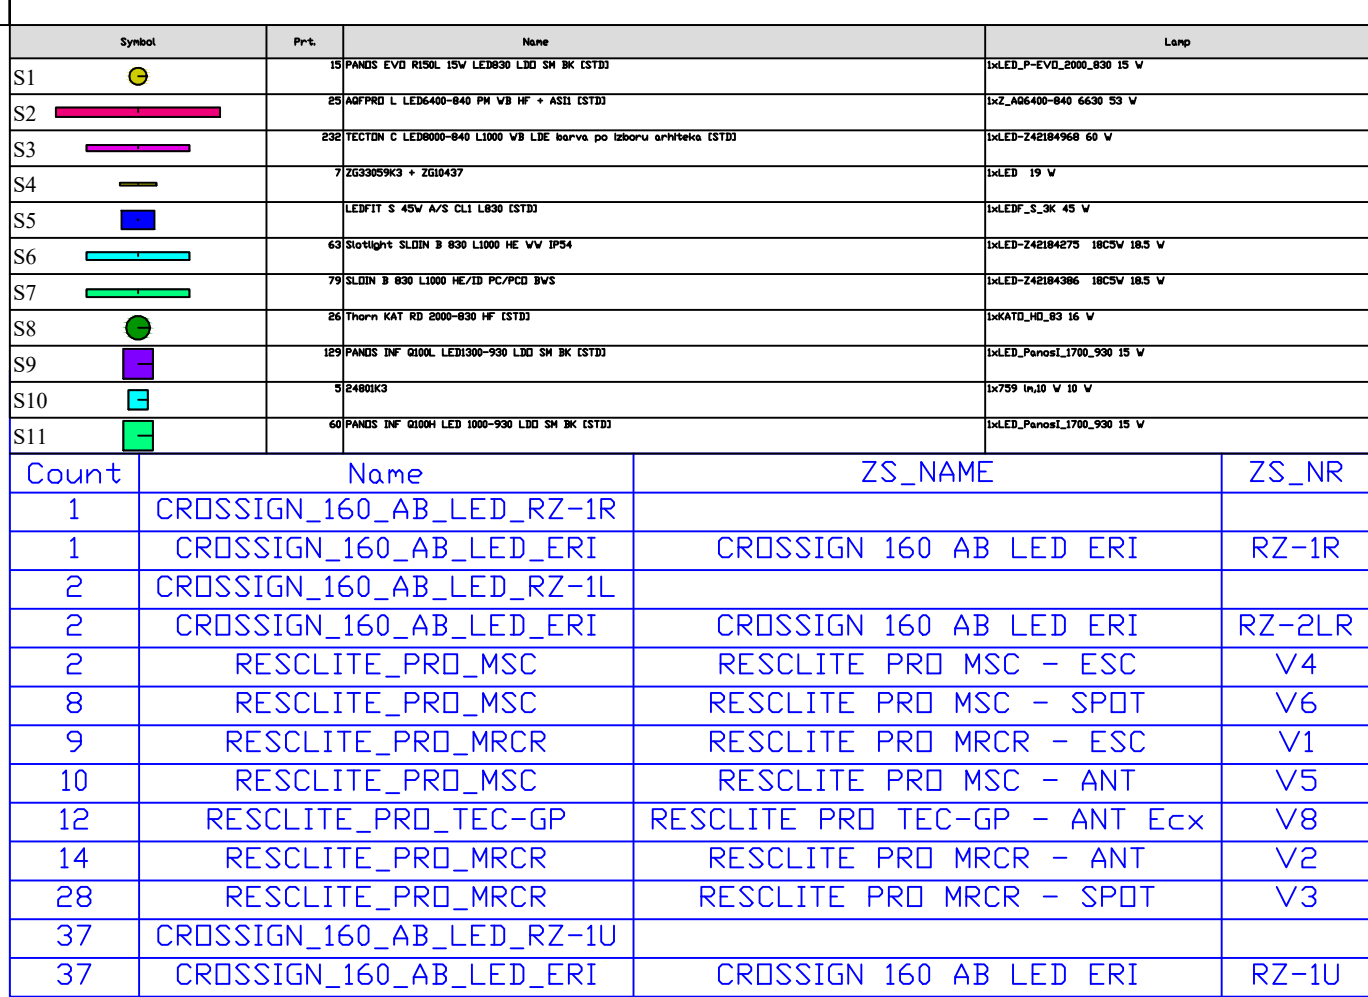 Symbol Prt. Name Lamp
S1 15 PANOS EVO R150L 15W LED830 LDO SM BK [STD] 1xLED_P-EVO_2000_830 15 W
S2 25 AQFPRO L LED6400-840 PM WB HF + ASI1 [STD] 1xZ_AQ6400-840 6630 53 W
S3 232 TECTON C LED8000-840 L1000 WB LDE barva po izboru arhiteka [STD] 1xLED-Z42184968 60 W
S4 7 ZG33059K3 + ZG10437 1xLED 19 W
S5 LEDFIT S 45W A/S CL1 L830 [STD] 1xLEDF_S_3K 45 W
S6 63 Slotlight SLOIN B 830 L1000 HE WW IP54 1xLED-Z42184275 18C5W 18.5 W
S7 79 SLOIN B 830 L1000 HE/ID PC/PCO BWS 1xLED-Z42184386 18C5W 18.5 W
S8 26 Thorn KAT RD 2000-830 HF [STD] 1xKATO_HO_83 16 W
S9 129 PANOS INF Q100L LED1300-930 LDO SM BK [STD] 1xLED_PanosI_1700_930 15 W
S10 5 24801K3 1x759 lm,10 W 10 W
S11 60 PANOS INF Q100H LED 1000-930 LDO SM BK [STD] 1xLED_PanosI_1700_930 15 W
Count Name ZS_NAME ZS_NR
1 CROSSIGN_160_AB_LED_RZ-1R
1 CROSSIGN_160_AB_LED_ERI CROSSIGN 160 AB LED ERI RZ-1R
2 CROSSIGN_160_AB_LED_RZ-1L
2 CROSSIGN_160_AB_LED_ERI CROSSIGN 160 AB LED ERI RZ-2LR
2 RESCLITE_PRO_MSC RESCLITE PRO MSC - ESC V4
8 RESCLITE_PRO_MSC RESCLITE PRO MSC - SPOT V6
9 RESCLITE_PRO_MRCR RESCLITE PRO MRCR - ESC V1
10 RESCLITE_PRO_MSC RESCLITE PRO MSC - ANT V5
12 RESCLITE_PRO_TEC-GP RESCLITE PRO TEC-GP - ANT Ecx V8
14 RESCLITE_PRO_MRCR RESCLITE PRO MRCR - ANT V2
28 RESCLITE_PRO_MRCR RESCLITE PRO MRCR - SPOT V3
37 CROSSIGN_160_AB_LED_RZ-1U
37 CROSSIGN_160_AB_LED_ERI CROSSIGN 160 AB LED ERI RZ-1U